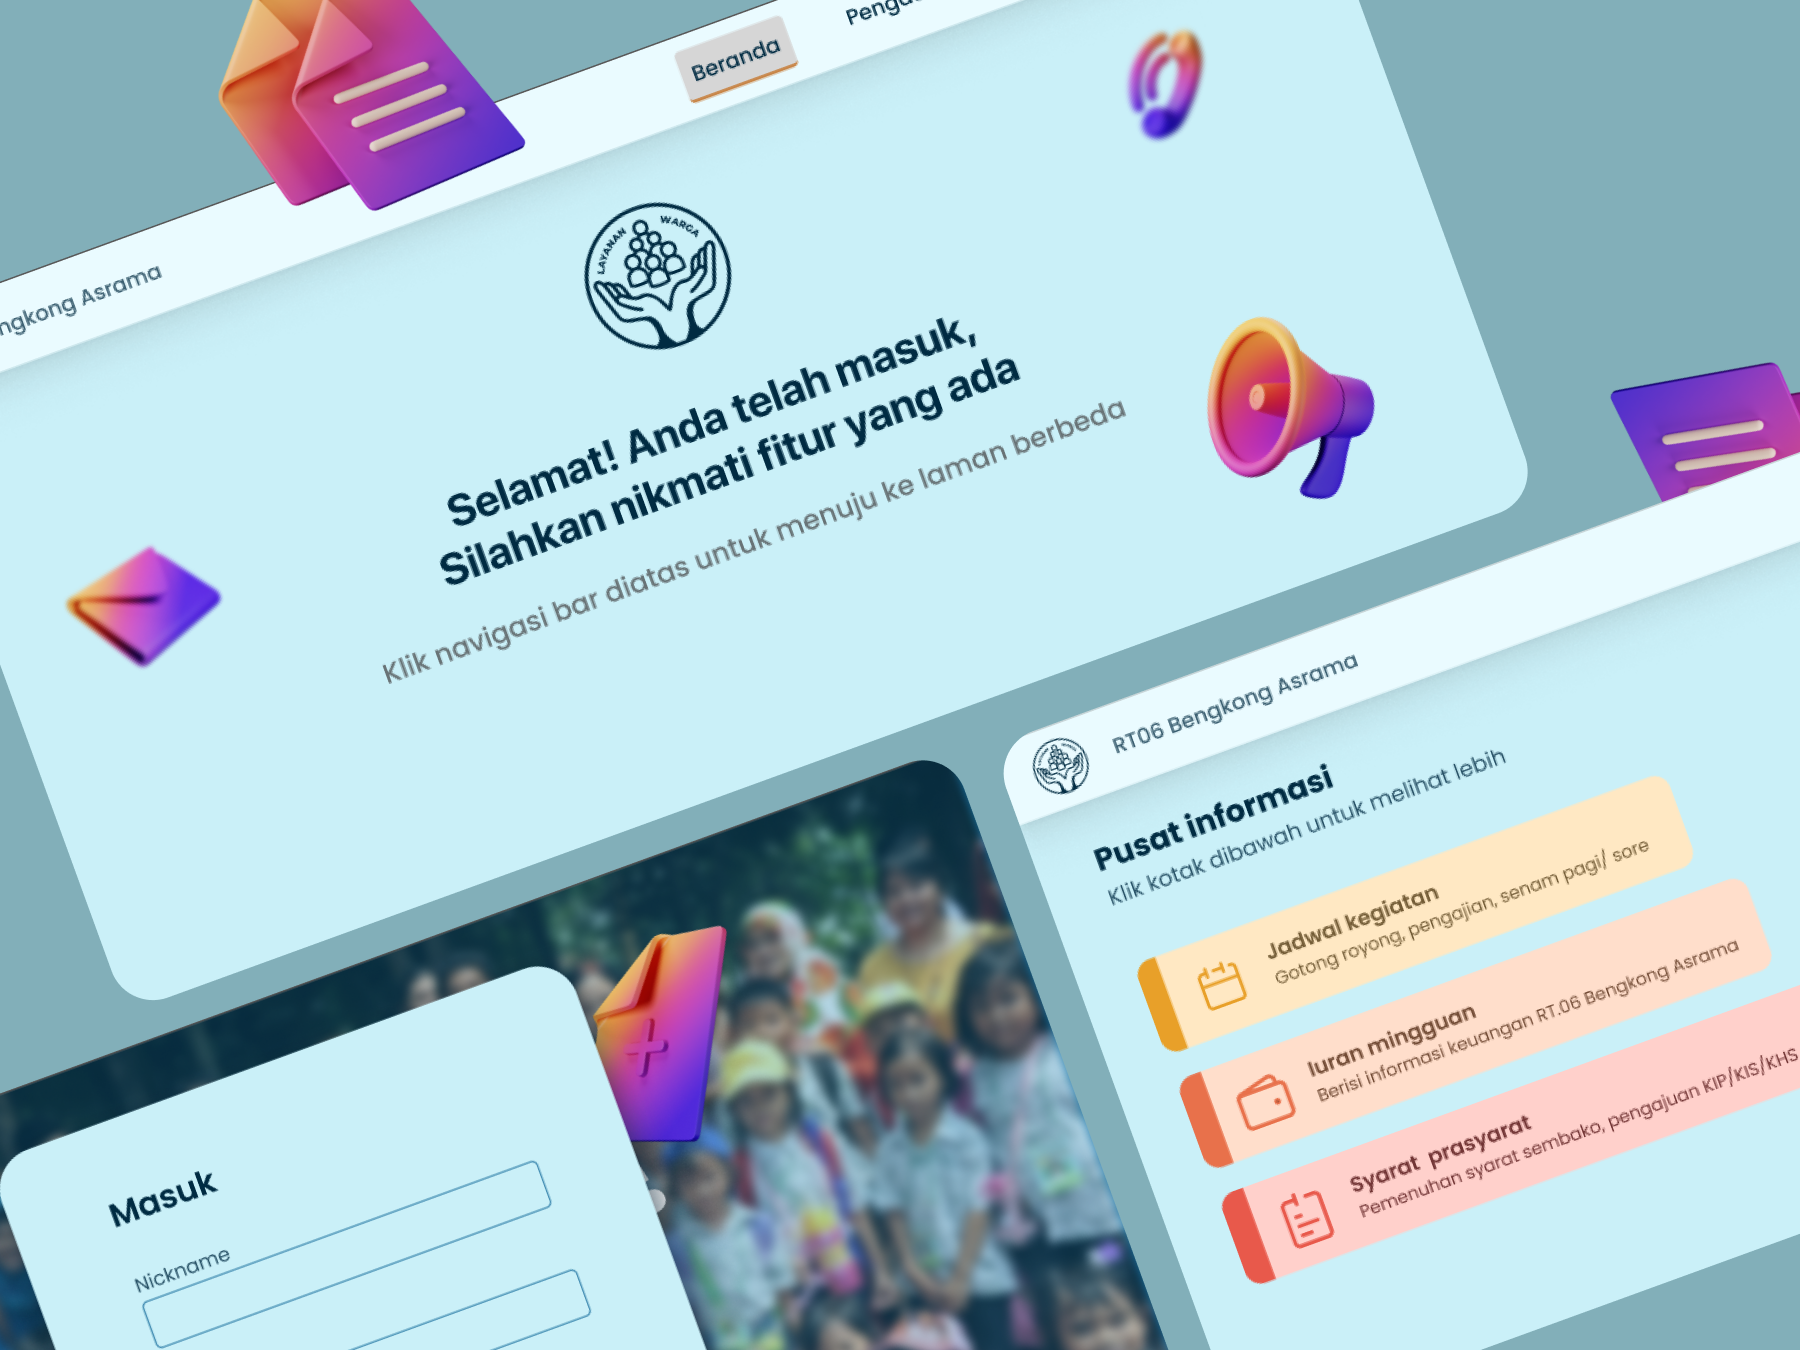 Beranda
ngkong Asrama
LAYANAN WARGA
Selamat! Anda telah masuk,
Silahkan nikmati fitur yang ada
Klik navigasi bar diatas untuk menuju ke laman berbeda
RT06 Bengkong Asrama
Pusat informasi
Klik kotak dibawah untuk melihat lebih
Jadwal kegiatan
Gotong royong, pengajian, senam pagi/ sore
Iuran mingguan
Berisi informasi keuangan RT.06 Bengkong Asrama
Syarat prasyarat
Pemenuhan syarat sembako, pengajuan KIP/KIS/KHS
Masuk
Nickname